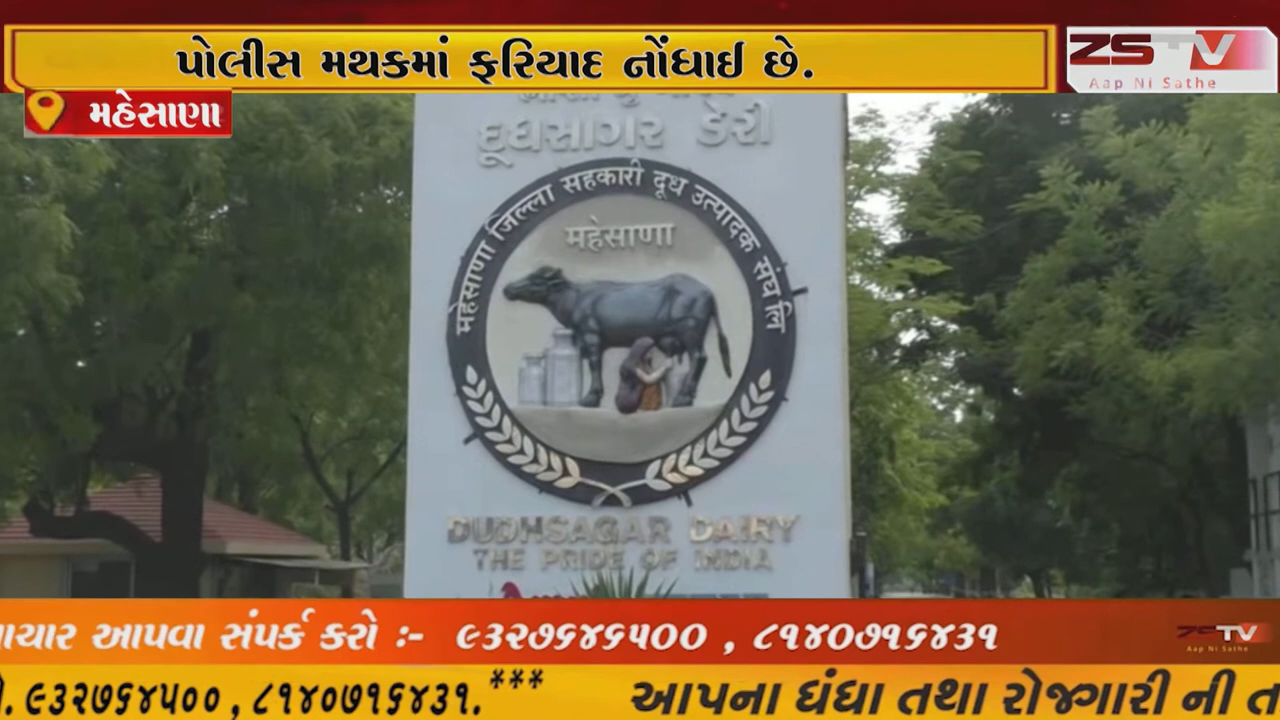 પોલીસ મથકમાં ફરિયાદ નોંધાઈ છે.
ZSTV
Aap Ni Sathe
મહેસાણા
દૂધસાગર ડેરી
महेसाणा जिल्ला सहकारी दूध उत्पादक संघ लि
महेसाणा
DUDHSAGAR DAIRY
THE PRIDE OF INDIA
ાચાર આપવા સંપર્ક કરો :- ૯૩૨૭૬૪૬૫૦૦ , ૮૧૪૦૭૧૬૪૩૧
ZSTV
Aap Ni Sathe
. ૯૩૨૭૬૪૫૦૦ , ૮૧૪૦૭૧૬૪૩૧. *** આપના ધંધા તથા રોજગારી ની ત